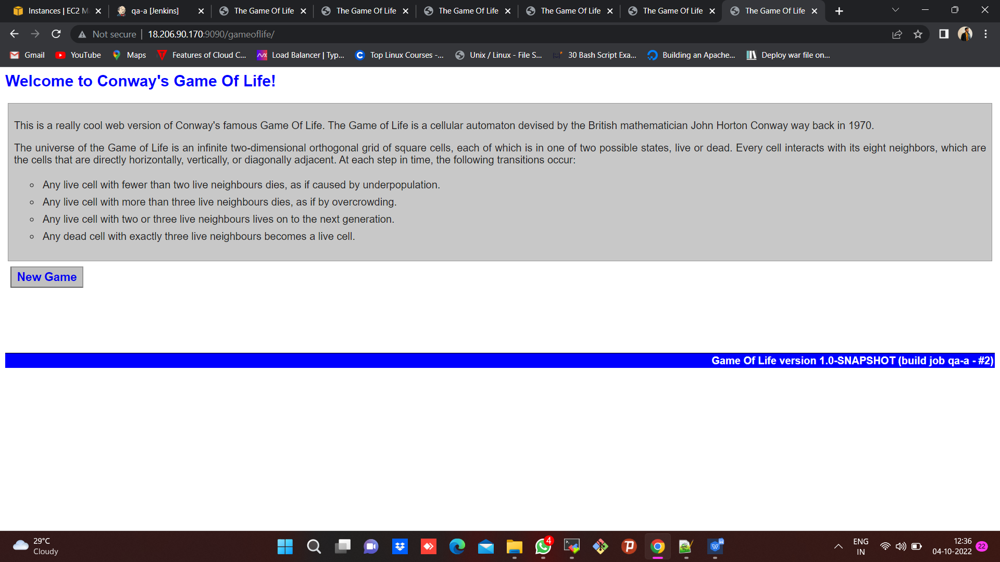 Instances | EC2 M
qa-a [Jenkins]
The Game Of Life
The Game Of Life
The Game Of Life
The Game Of Life
The Game Of Life
The Game Of Life
Not secure
18.206.90.170:9090/gameoflife/
Gmail
YouTube
Maps
Features of Cloud C...
Load Balancer | Typ...
Top Linux Courses -...
Unix / Linux - File S...
30 Bash Script Exa...
Building an Apache...
Deploy war file on...
Welcome to Conway's Game Of Life!
This is a really cool web version of Conway's famous Game Of Life. The Game of Life is a cellular automaton devised by the British mathematician John Horton Conway way back in 1970.
The universe of the Game of Life is an infinite two-dimensional orthogonal grid of square cells, each of which is in one of two possible states, live or dead. Every cell interacts with its eight neighbors, which are
the cells that are directly horizontally, vertically, or diagonally adjacent. At each step in time, the following transitions occur:
Any live cell with fewer than two live neighbours dies, as if caused by underpopulation.
Any live cell with more than three live neighbours dies, as if by overcrowding.
Any live cell with two or three live neighbours lives on to the next generation.
Any dead cell with exactly three live neighbours becomes a live cell.
New Game
Game Of Life version 1.0-SNAPSHOT (build job qa-a - #2)
29°C
Cloudy
4
ENG
IN
12:36
04-10-2022
22